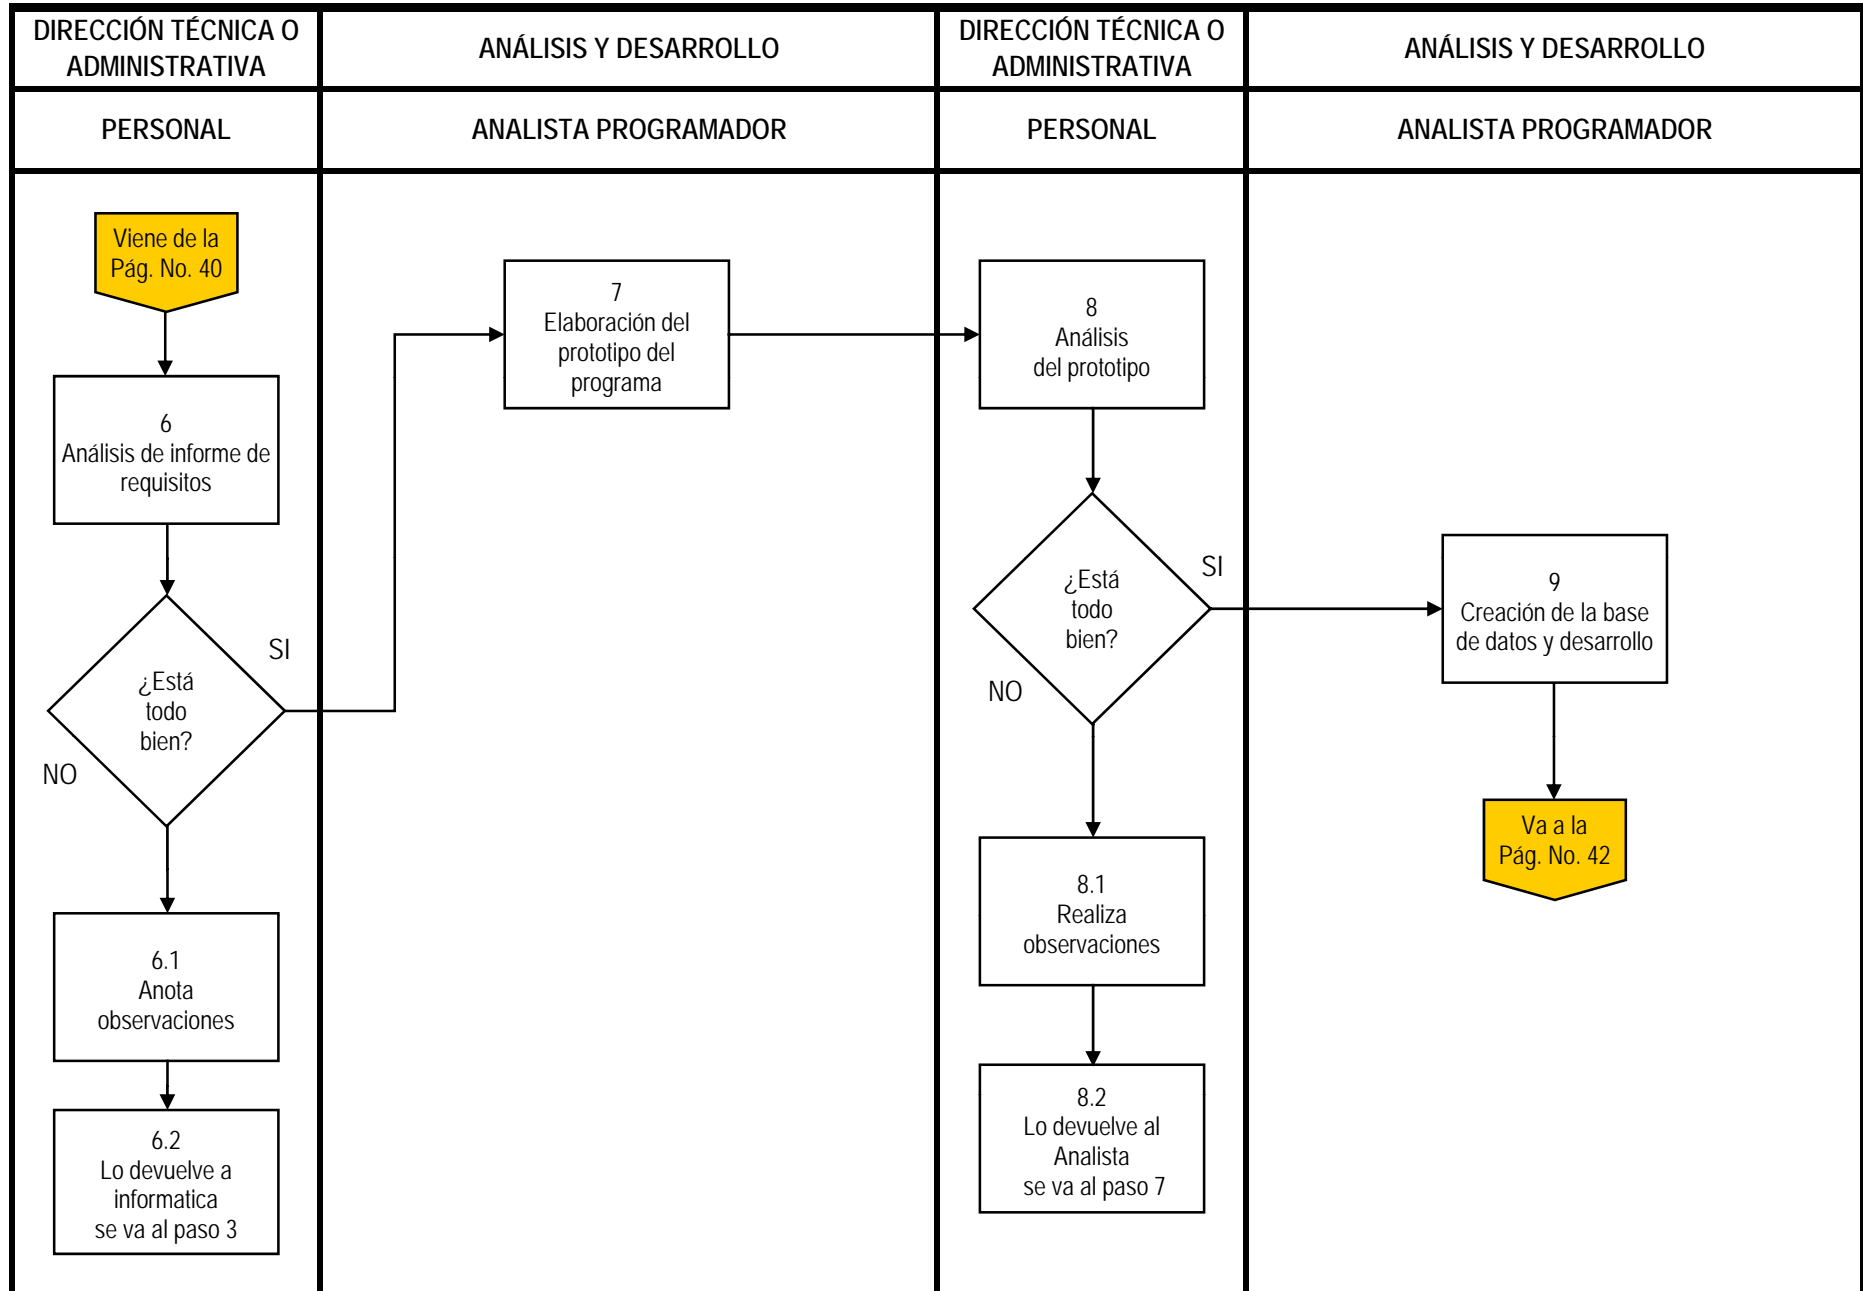 DIRECCIÓN TÉCNICA O
ADMINISTRATIVA
ANÁLISIS Y DESARROLLO
DIRECCIÓN TÉCNICA O
ADMINISTRATIVA
ANÁLISIS Y DESARROLLO
PERSONAL
ANALISTA PROGRAMADOR
PERSONAL
ANALISTA PROGRAMADOR
Viene de la
Pág. No. 40
6
Análisis de informe de
requisitos
¿Está
todo
bien?
SI
NO
6.1
Anota
observaciones
6.2
Lo devuelve a
informatica
se va al paso 3
7
Elaboración del
prototipo del
programa
8
Análisis
del prototipo
¿Está
todo
bien?
SI
NO
8.1
Realiza
observaciones
8.2
Lo devuelve al
Analista
se va al paso 7
9
Creación de la base
de datos y desarrollo
Va a la
Pág. No. 42